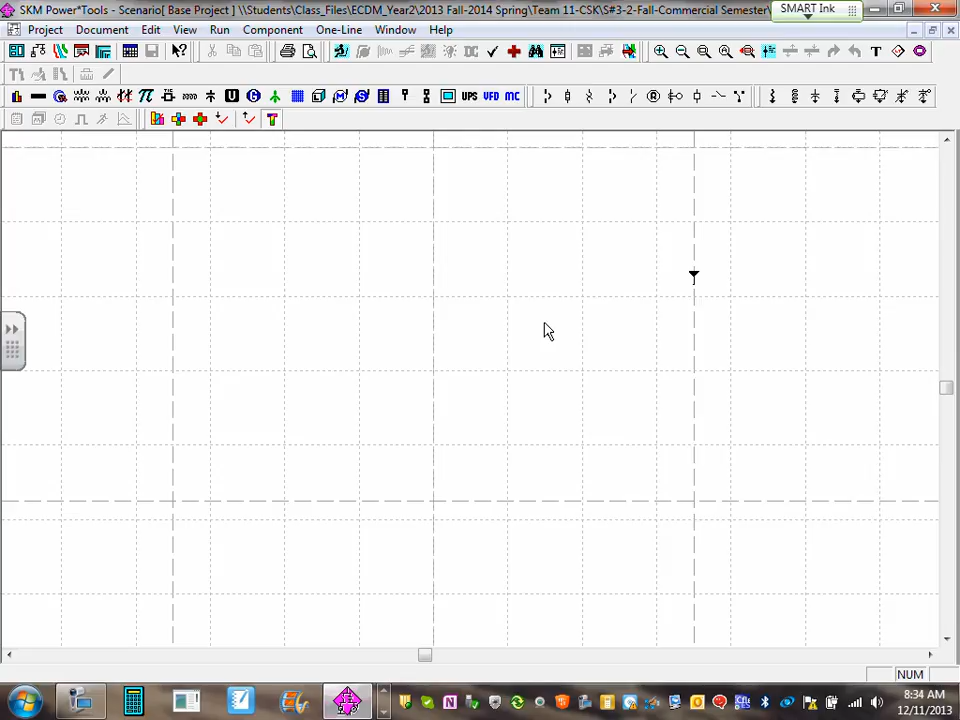 SKM Power*Tools - Scenario[ Base Project ] \\Students\Class_Files\ECDM_Year2\2013 Fall-2014 Spring\Team 11-CSK\S#3-2-Fall-Commercial Semester\
SMART Ink
Project Document Edit View Run Component One-Line Window Help
T
UPS VFD MC
NUM
8:34 AM
12/11/2013